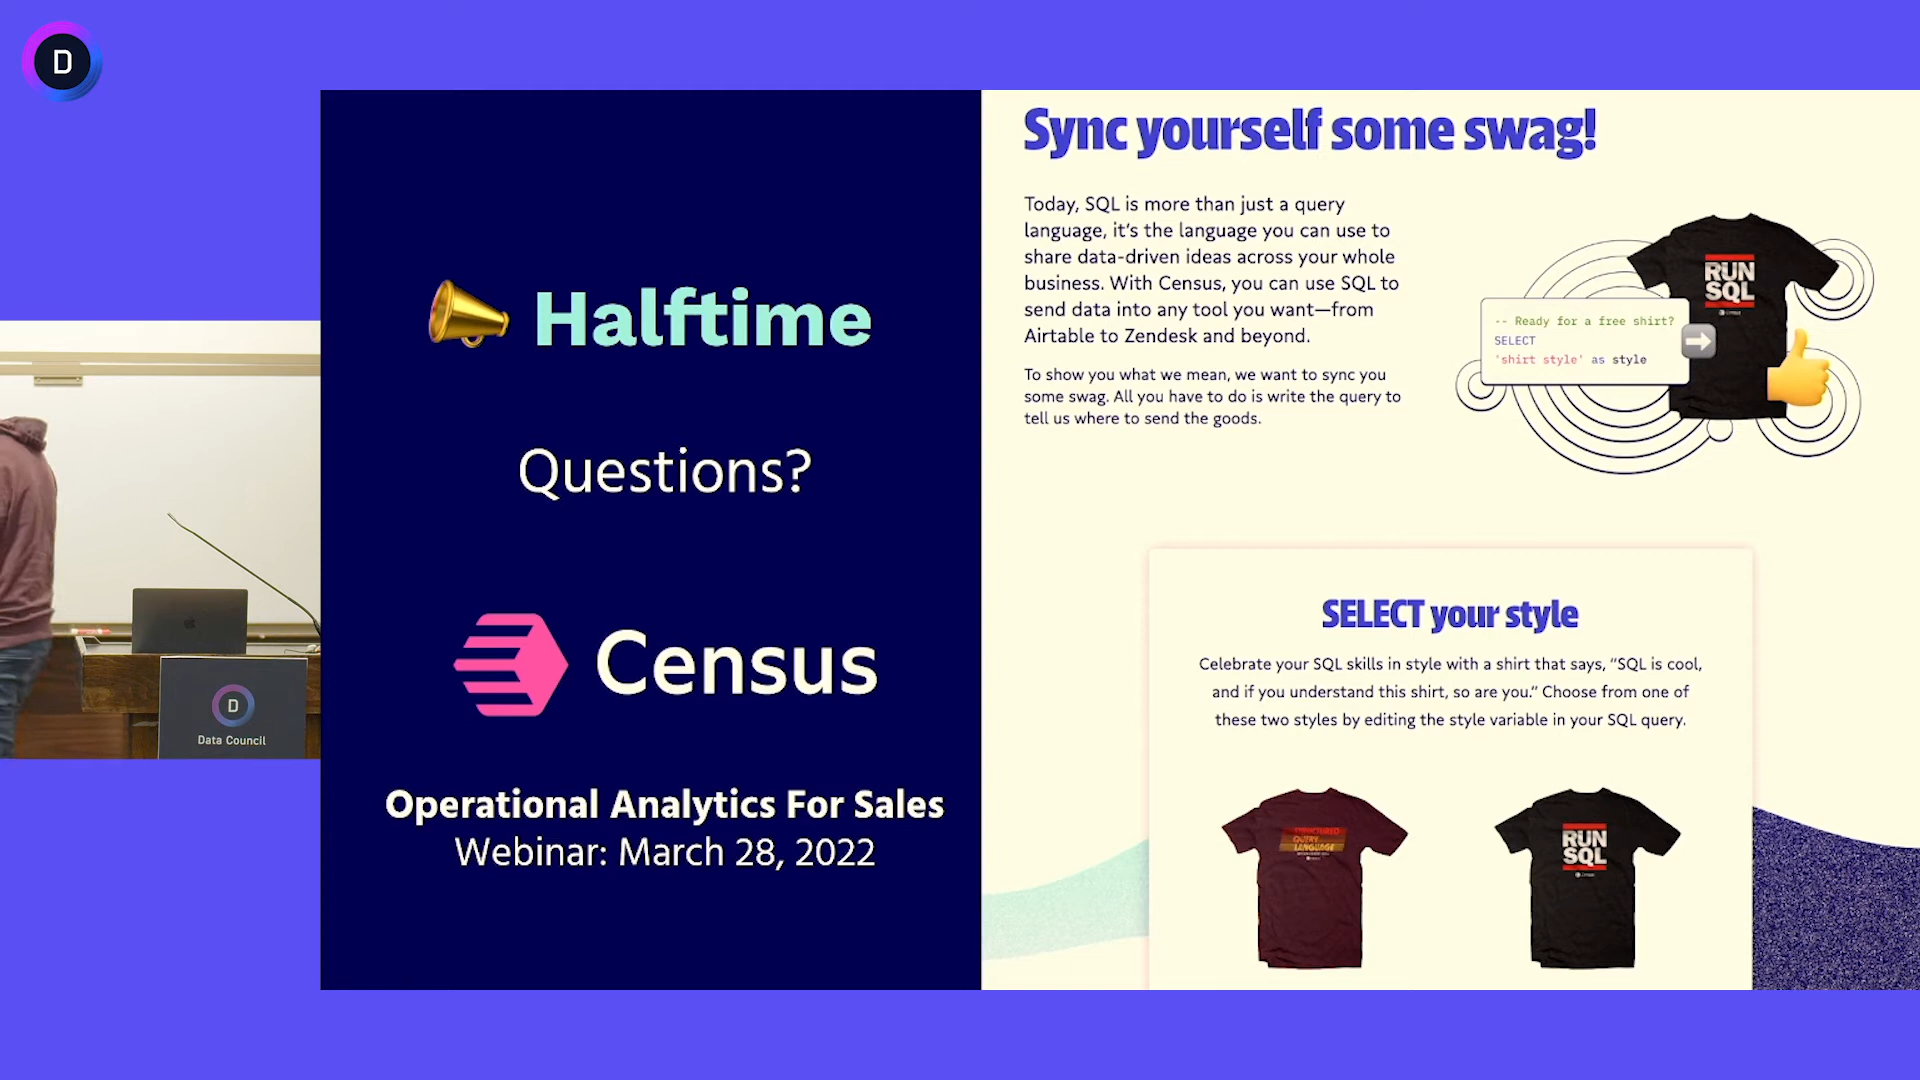 D
Halftime
Questions?
Census
Operational Analytics For Sales
Webinar: March 28, 2022
Sync yourself some swag!
Today, SQL is more than just a query
language, it's the language you can use to
share data-driven ideas across your whole
business. With Census, you can use SQL to
send data into any tool you want—from
Airtable to Zendesk and beyond.
To show you what we mean, we want to sync you
some swag. All you have to do is write the query to
tell us where to send the goods.
-- Ready for a free shirt?
SELECT
'shirt style' as style
RUN
SQL
SELECT your style
Celebrate your SQL skills in style with a shirt that says, "SQL is cool,
and if you understand this shirt, so are you." Choose from one of
these two styles by editing the style variable in your SQL query.
STRUCTURED
QUERY
LANGUAGE
RUN
SQL
D
Data Council